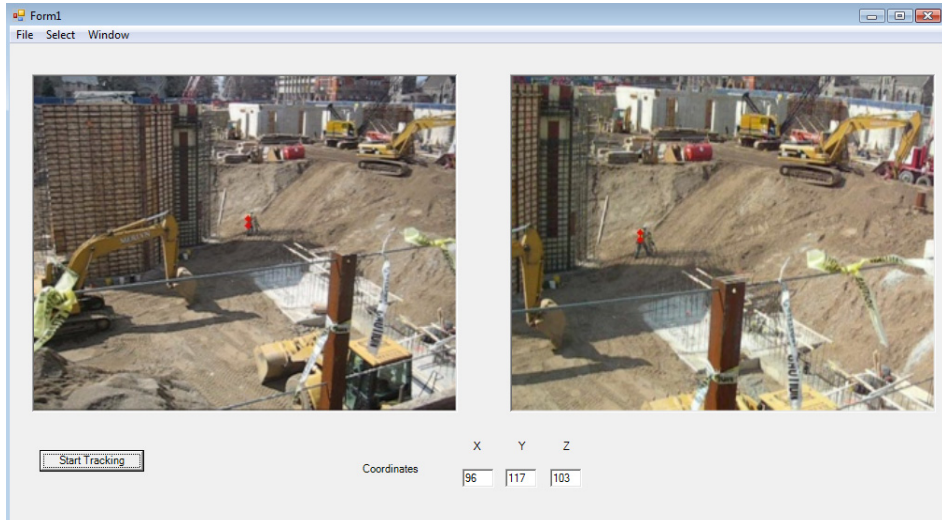 Form1
File Select Window
Start Tracking
Coordinates
X Y Z
96 117 103